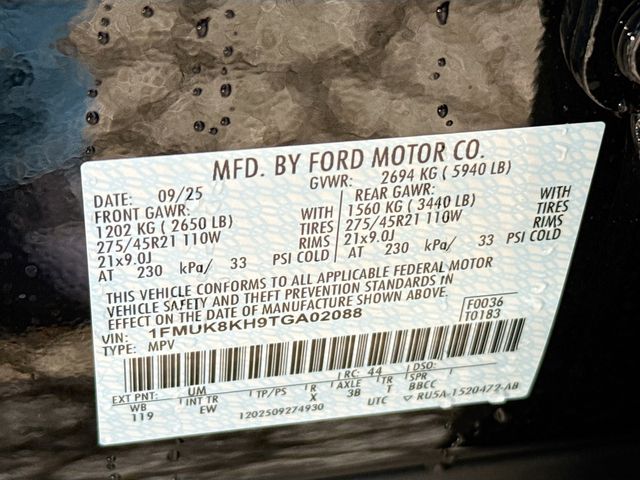 MFD. BY FORD MOTOR CO.
DATE: 09/25 GVWR: 2694 KG ( 5940 LB)
FRONT GAWR: WITH REAR GAWR: WITH
1202 KG ( 2650 LB) TIRES 1560 KG ( 3440 LB) TIRES
275/45R21 110W RIMS 275/45R21 110W RIMS
21x9.0J 21x9.0J
AT 230 kPa/ 33 PSI COLD AT 230 kPa/ 33 PSI COLD
THIS VEHICLE CONFORMS TO ALL APPLICABLE FEDERAL MOTOR
VEHICLE SAFETY AND THEFT PREVENTION STANDARDS IN
EFFECT ON THE DATE OF MANUFACTURE SHOWN ABOVE.
VIN: 1FMUK8KH9TGA02088 F0036
TYPE: MPV T0183
EXT PNT: UM RC: 44 DSO:
WB INT TR TP/PS R AXLE TR SPR
119 EW X 3B T BBCC
1202509274930 UTC ▽ RU5A-1520472-AB